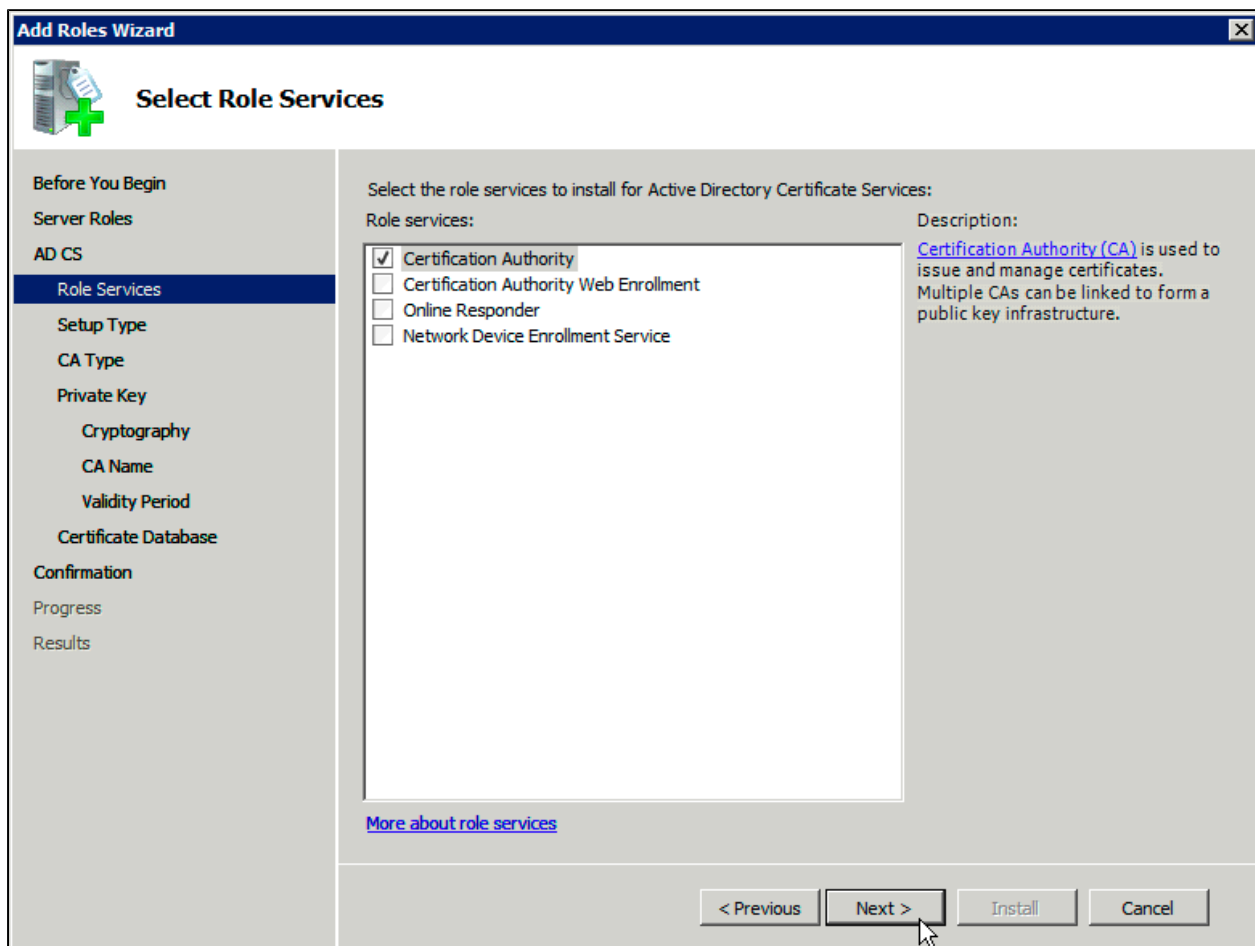 Add Roles Wizard
Select Role Services
Before You Begin
Server Roles
AD CS
Role Services
Setup Type
CA Type
Private Key
Cryptography
CA Name
Validity Period
Certificate Database
Confirmation
Progress
Results
Select the role services to install for Active Directory Certificate Services:
Role services:
Certification Authority
Certification Authority Web Enrollment
Online Responder
Network Device Enrollment Service
More about role services
Description:
Certification Authority (CA) is used to
issue and manage certificates.
Multiple CAs can be linked to form a
public key infrastructure.
< Previous
Next >
Install
Cancel